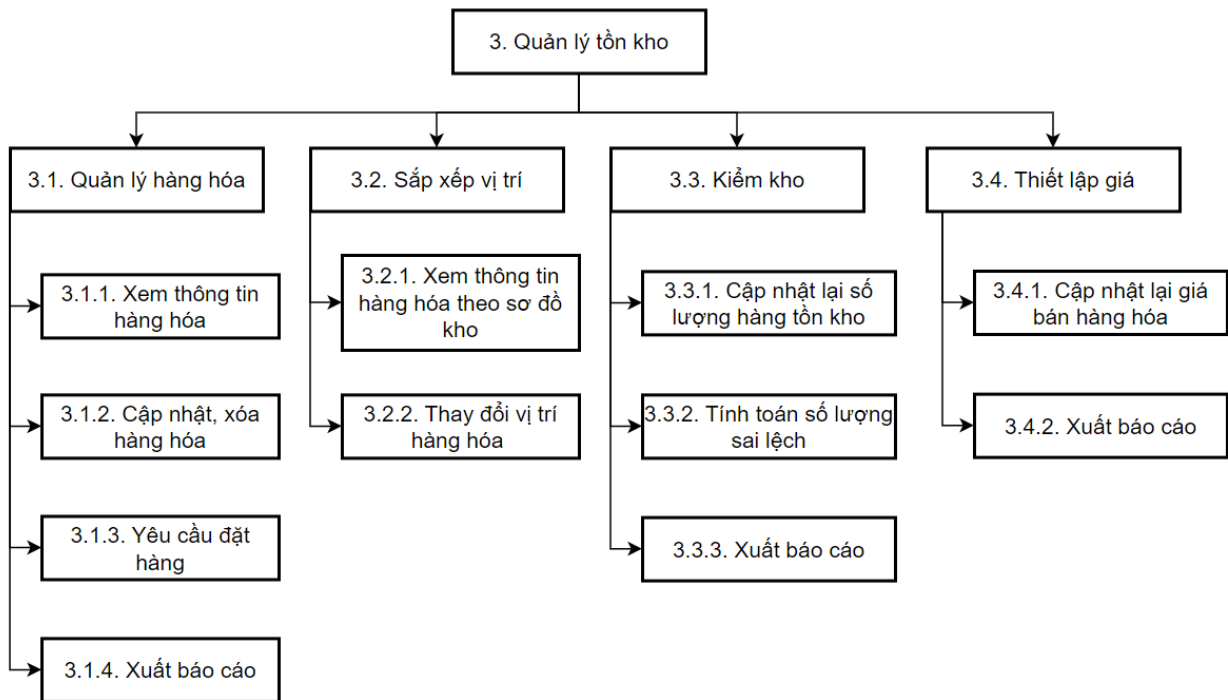 3. Quản lý tồn kho
3.1. Quản lý hàng hóa
3.2. Sắp xếp vị trí
3.3. Kiểm kho
3.4. Thiết lập giá
3.1.1. Xem thông tin
hàng hóa
3.1.2. Cập nhật, xóa
hàng hóa
3.1.3. Yêu cầu đặt
hàng
3.1.4. Xuất báo cáo
3.2.1. Xem thông tin
hàng hóa theo sơ đồ
kho
3.2.2. Thay đổi vị trí
hàng hóa
3.3.1. Cập nhật lại số
lượng hàng tồn kho
3.3.2. Tính toán số lượng
sai lệch
3.3.3. Xuất báo cáo
3.4.1. Cập nhật lại giá
bán hàng hóa
3.4.2. Xuất báo cáo